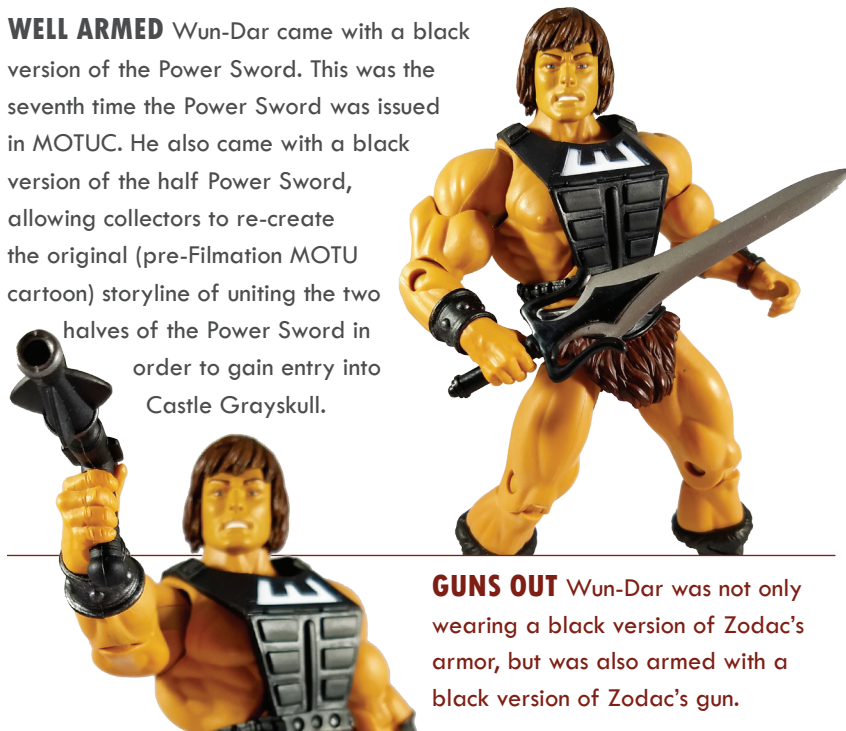 WELL ARMED Wun-Dar came with a black
version of the Power Sword. This was the
seventh time the Power Sword was issued
in MOTUC. He also came with a black
version of the half Power Sword,
allowing collectors to re-create
the original (pre-Filmation MOTU
cartoon) storyline of uniting the two
halves of the Power Sword in
order to gain entry into
Castle Grayskull.
GUNS OUT Wun-Dar was not only
wearing a black version of Zodac’s
armor, but was also armed with a
black version of Zodac’s gun.